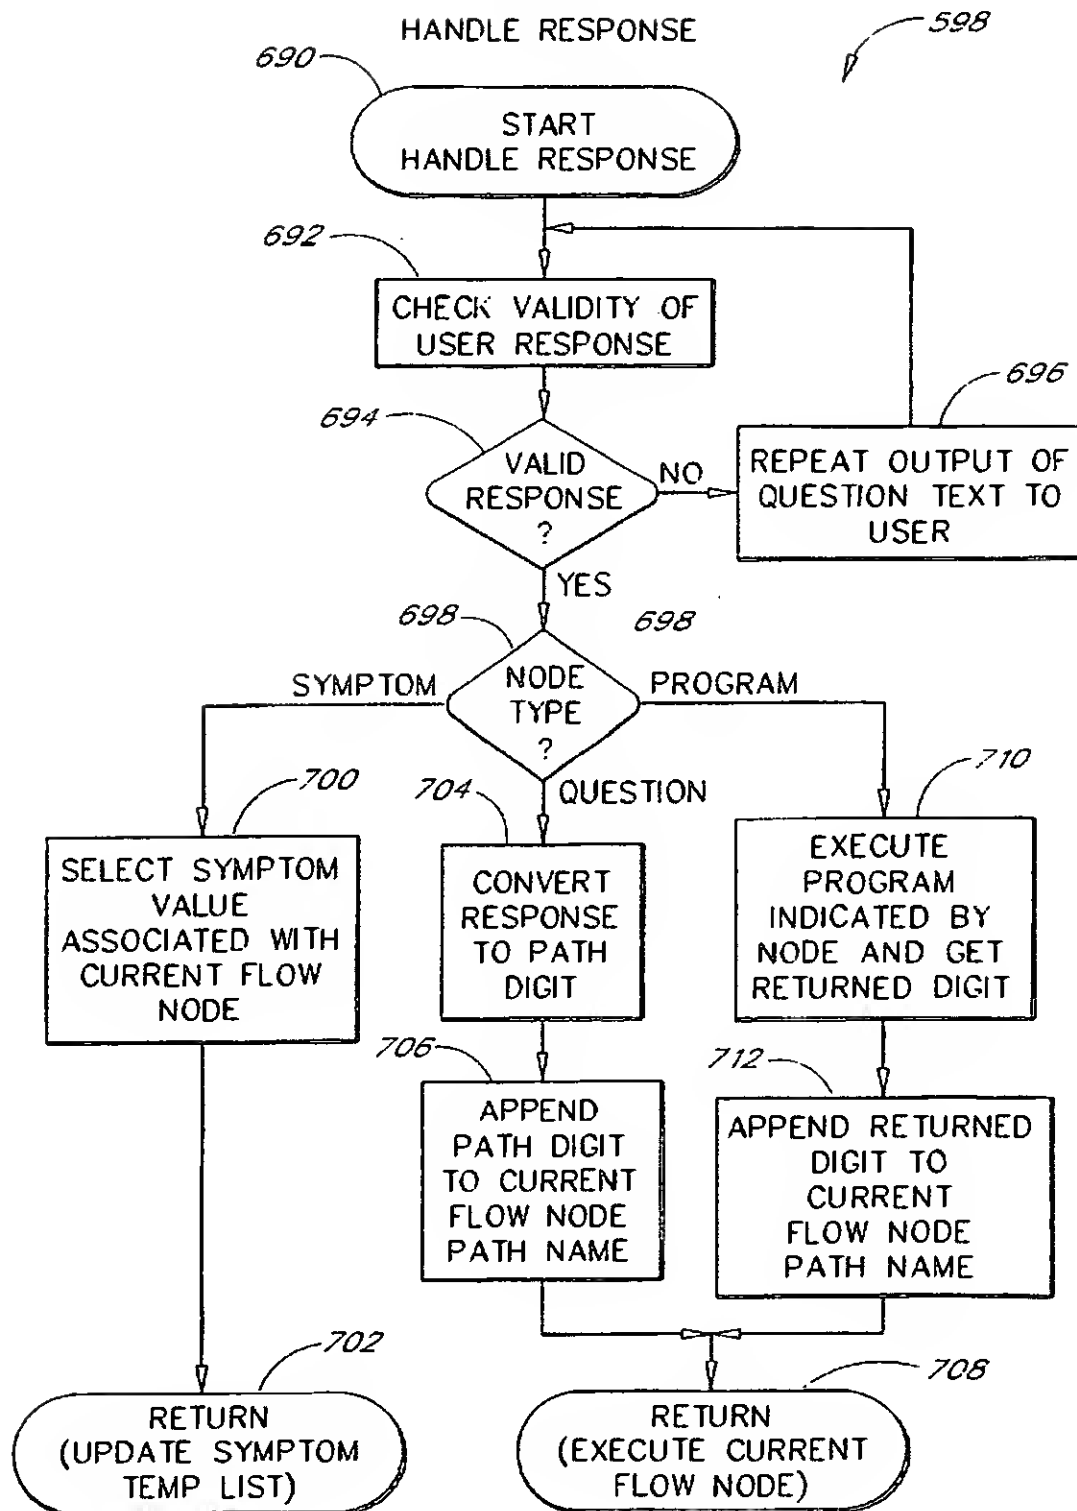 HANDLE RESPONSE
598
690
START
HANDLE RESPONSE
692
CHECK VALIDITY OF
USER RESPONSE
694
VALID
RESPONSE
?
NO
696
REPEAT OUTPUT OF
QUESTION TEXT TO
USER
YES
698
698
NODE
TYPE
?
SYMPTOM
PROGRAM
QUESTION
700
SELECT SYMPTOM
VALUE
ASSOCIATED WITH
CURRENT FLOW
NODE
704
CONVERT
RESPONSE
TO PATH
DIGIT
710
EXECUTE
PROGRAM
INDICATED BY
NODE AND GET
RETURNED DIGIT
706
APPEND
PATH DIGIT
TO CURRENT
FLOW NODE
PATH NAME
712
APPEND RETURNED
DIGIT TO
CURRENT
FLOW NODE
PATH NAME
702
RETURN
(UPDATE SYMPTOM
TEMP LIST)
708
RETURN
(EXECUTE CURRENT
FLOW NODE)